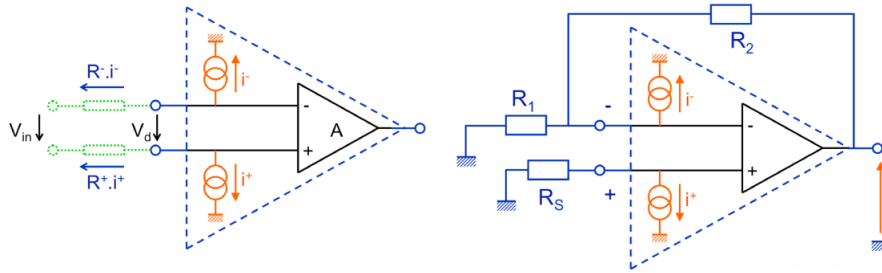 R⁻.i⁻
i⁻
V_in
V_d
-
A
+
R⁺.i⁺
i⁺
R₂
i⁻
R₁
-
-
+
R_S
+
i⁺